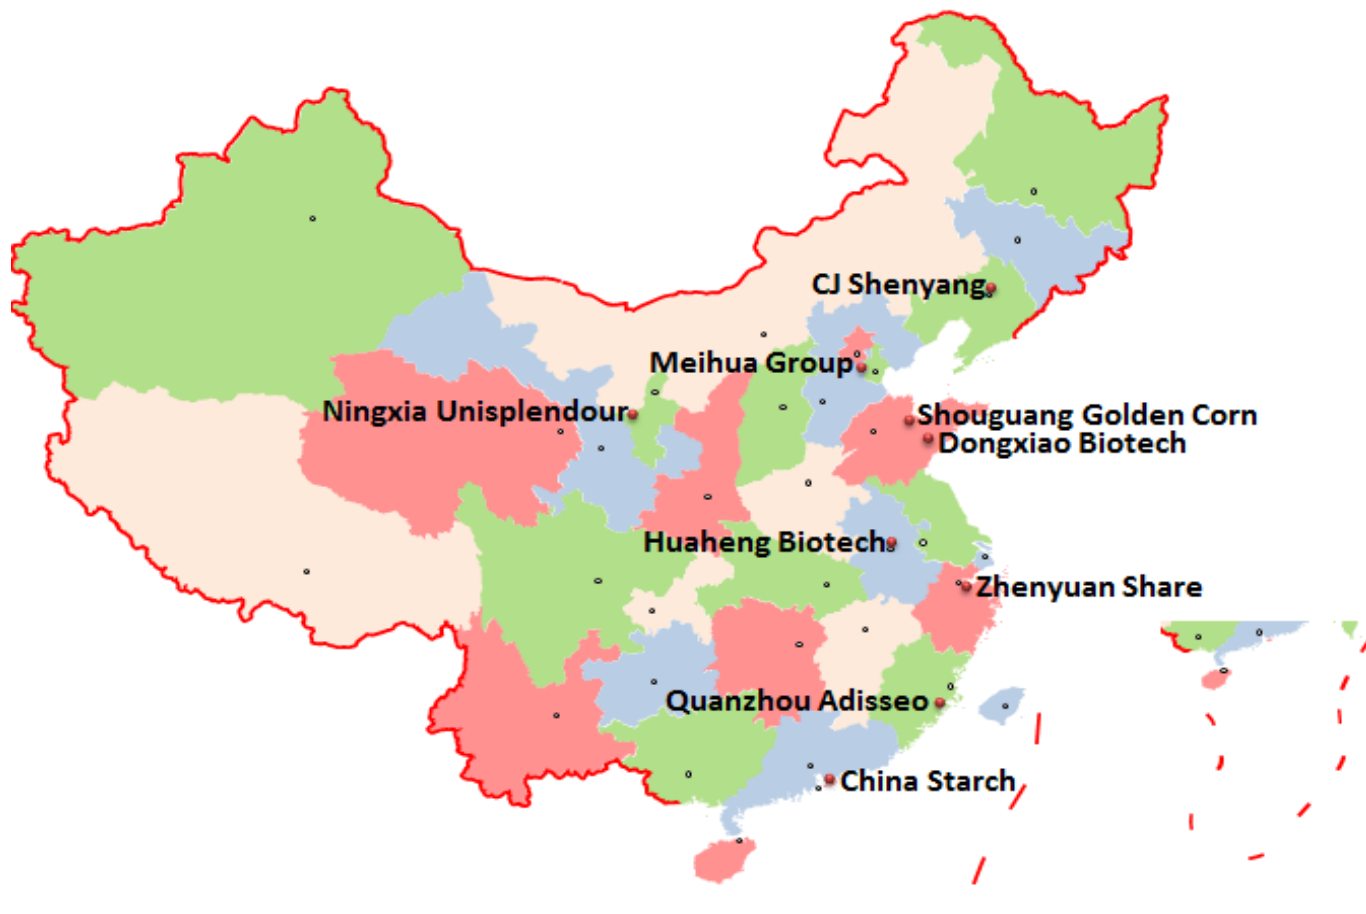 CJ Shenyang
Meihua Group
Ningxia Unisplendour
Shouguang Golden Corn
Dongxiao Biotech
Huaheng Biotech
Zhenyuan Share
Quanzhou Adisseo
China Starch